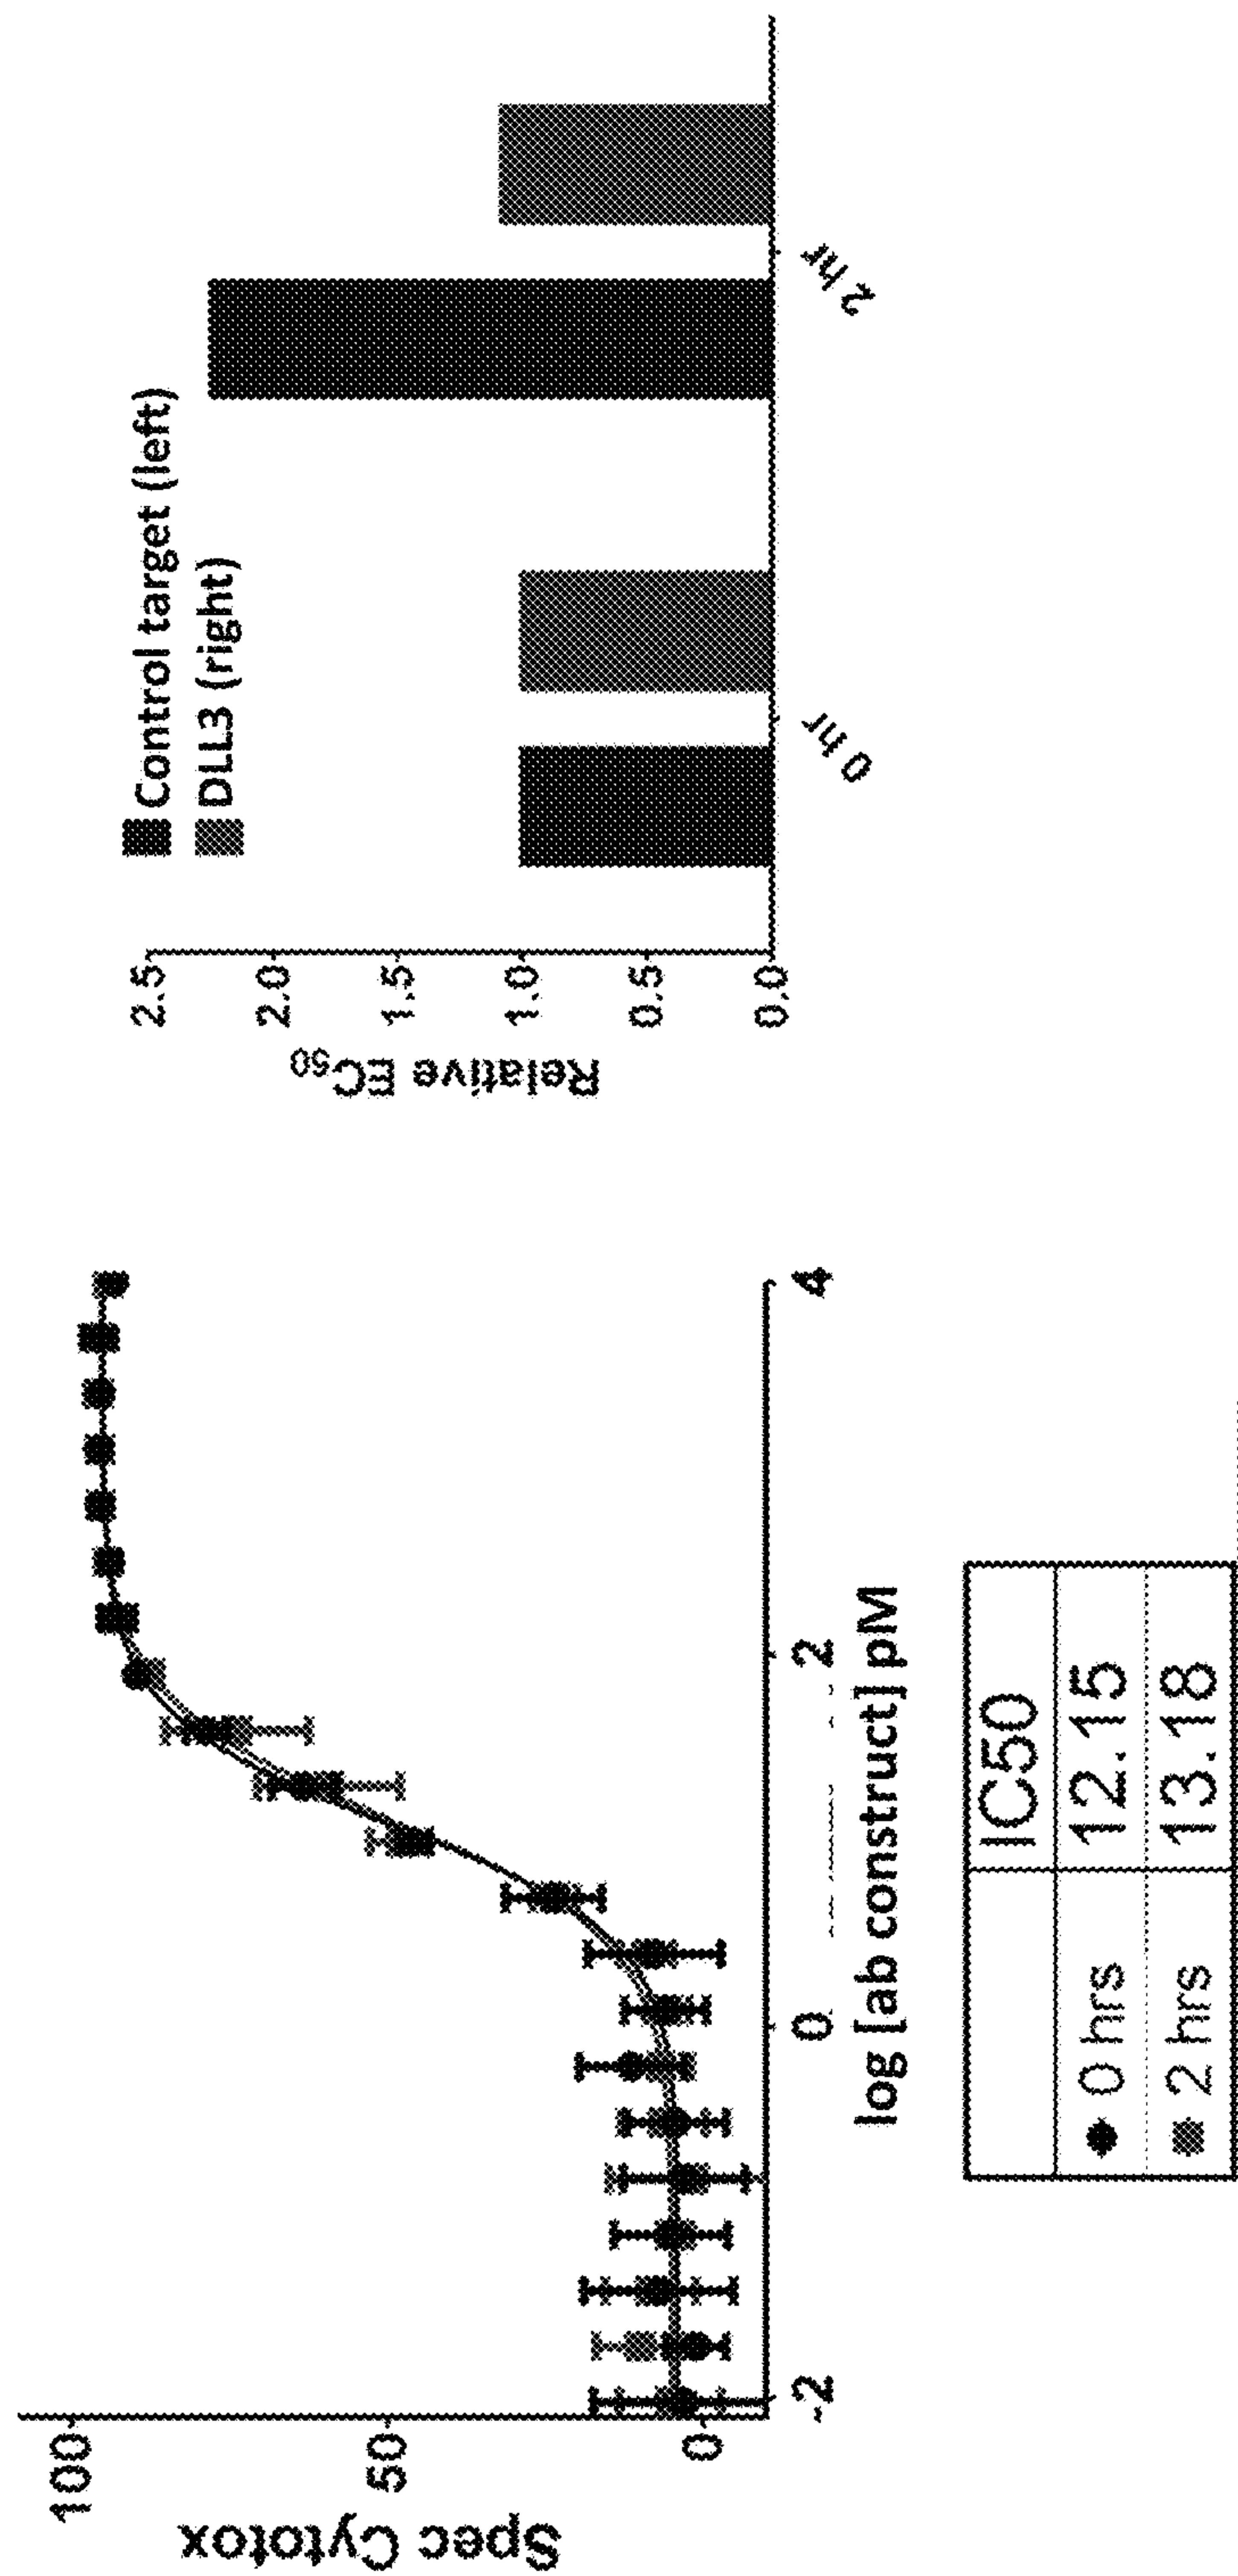 Spec Cytotox
100
50
0
-2
0
2
4
log [ab construct] pM
IC50
0 hrs 12.15
2 hrs 13.18
Control target (left)
DLL3 (right)
Relative EC50
2.5
2.0
1.5
1.0
0.5
0.0
0 hr
2 hr